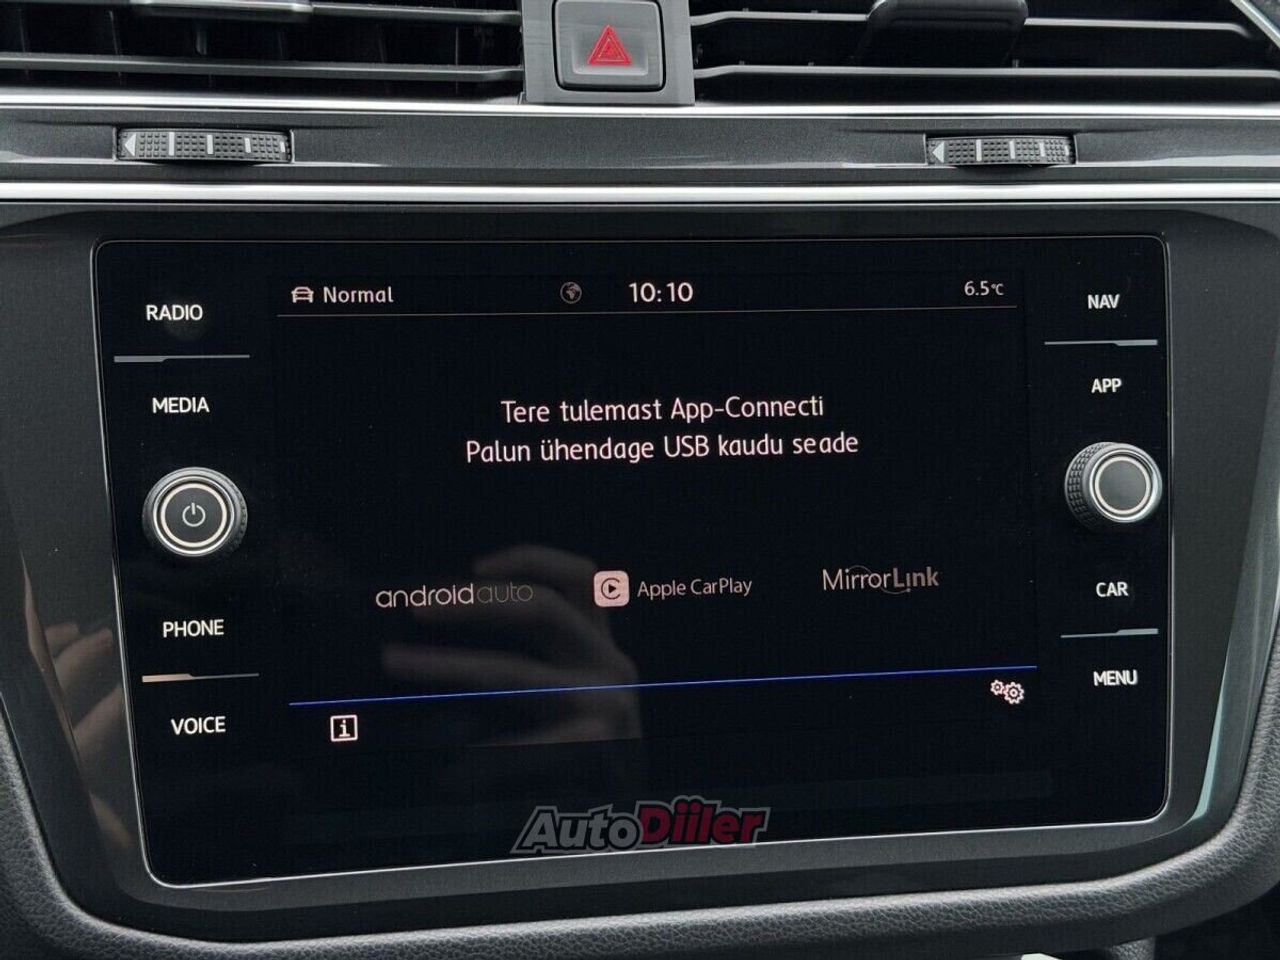 Normal
10:10
6.5°C
RADIO
MEDIA
PHONE
VOICE
Tere tulemast App-Connecti
Palun ühendage USB kaudu seade
androidauto
Apple CarPlay
MirrorLink
i
NAV
APP
CAR
MENU
AutoDiiler